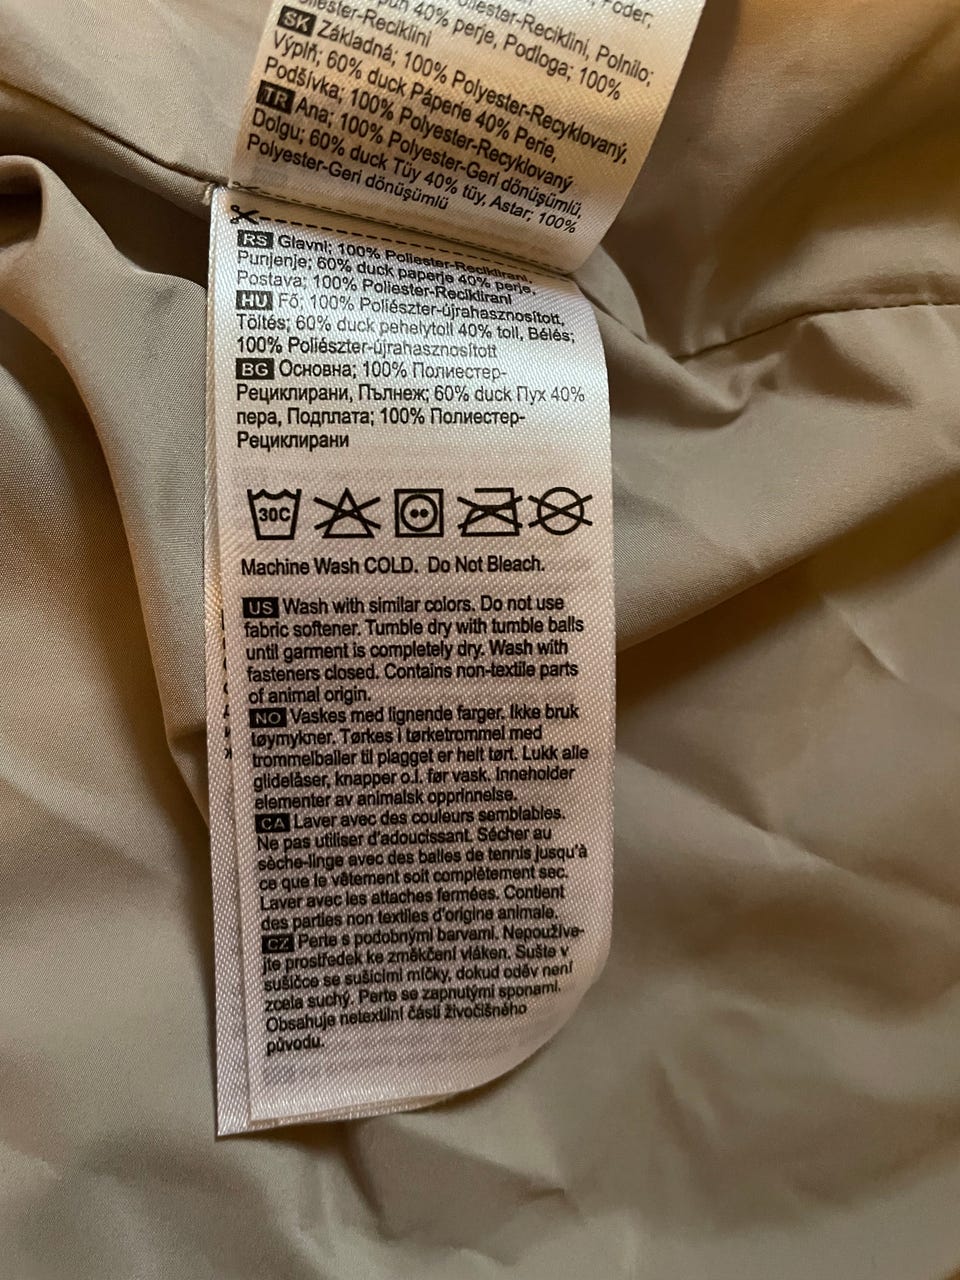 Foder;
40% perje, Podloga; 100%
Poliester-Reciklini, Polnilo;
SK Základná; 100% Polyester-Recyklovaný,
Výplň; 60% duck Páperie 40% Perie,
Podšívka; 100% Polyester-Recyklovaný
TR Ana; 100% Polyester-Geri dönüşümlü,
Dolgu; 60% duck Tüy 40% tüy, Astar; 100%
Polyester-Geri dönüşümlü
RS Glavni; 100% Poliester-Reciklirani,
Punjenje; 60% duck paperje 40% perje,
Postava; 100% Poliester-Reciklirani
HU Fő; 100% Poliészter-újrahasznosított,
Töltés; 60% duck pehelytoll 40% toll, Bélés;
100% Poliészter-újrahasznosított
BG Основна; 100% Полиестер-
Рециклирани, Пълнеж; 60% duck Пух 40%
пера, Подплата; 100% Полиестер-
Рециклирани
30C
Machine Wash COLD. Do Not Bleach.
US Wash with similar colors. Do not use
fabric softener. Tumble dry with tumble balls
until garment is completely dry. Wash with
fasteners closed. Contains non-textile parts
of animal origin.
NO Vaskes med lignende farger. Ikke bruk
tøymykner. Tørkes i tørketrommel med
trommelballer til plagget er helt tørt. Lukk alle
glidelåser, knapper o.l. før vask. Inneholder
elementer av animalsk opprinnelse.
CA Laver avec des couleurs semblables.
Ne pas utiliser d'adoucissant. Sécher au
sèche-linge avec des balles de tennis jusqu'à
ce que le vêtement soit complètement sec.
Laver avec les attaches fermées. Contient
des parties non textiles d'origine animale.
CZ Perte s podobnými barvami. Nepoužíve-
jte prostředek ke změkčení vláken. Sušte v
sušičce se sušicími míčky, dokud oděv není
zcela suchý. Perte se zapnutými sponami.
Obsahuje netextilní části živočišného
původu.